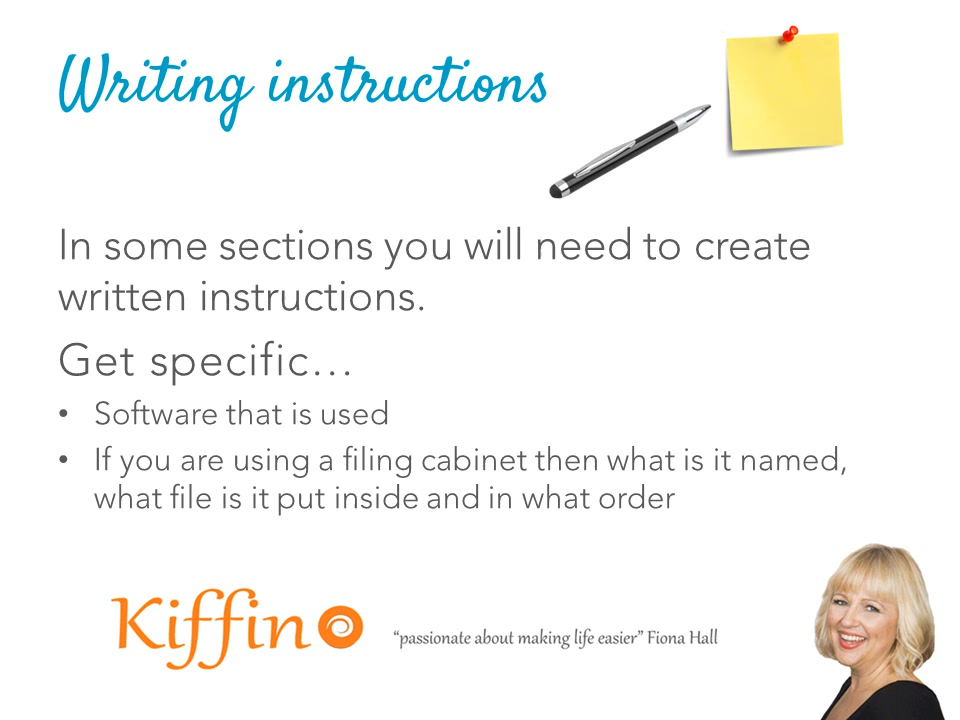 Writing instructions
In some sections you will need to create
written instructions.
Get specific…
• Software that is used
• If you are using a filing cabinet then what is it named,
what file is it put inside and in what order
Kiffin
“passionate about making life easier” Fiona Hall